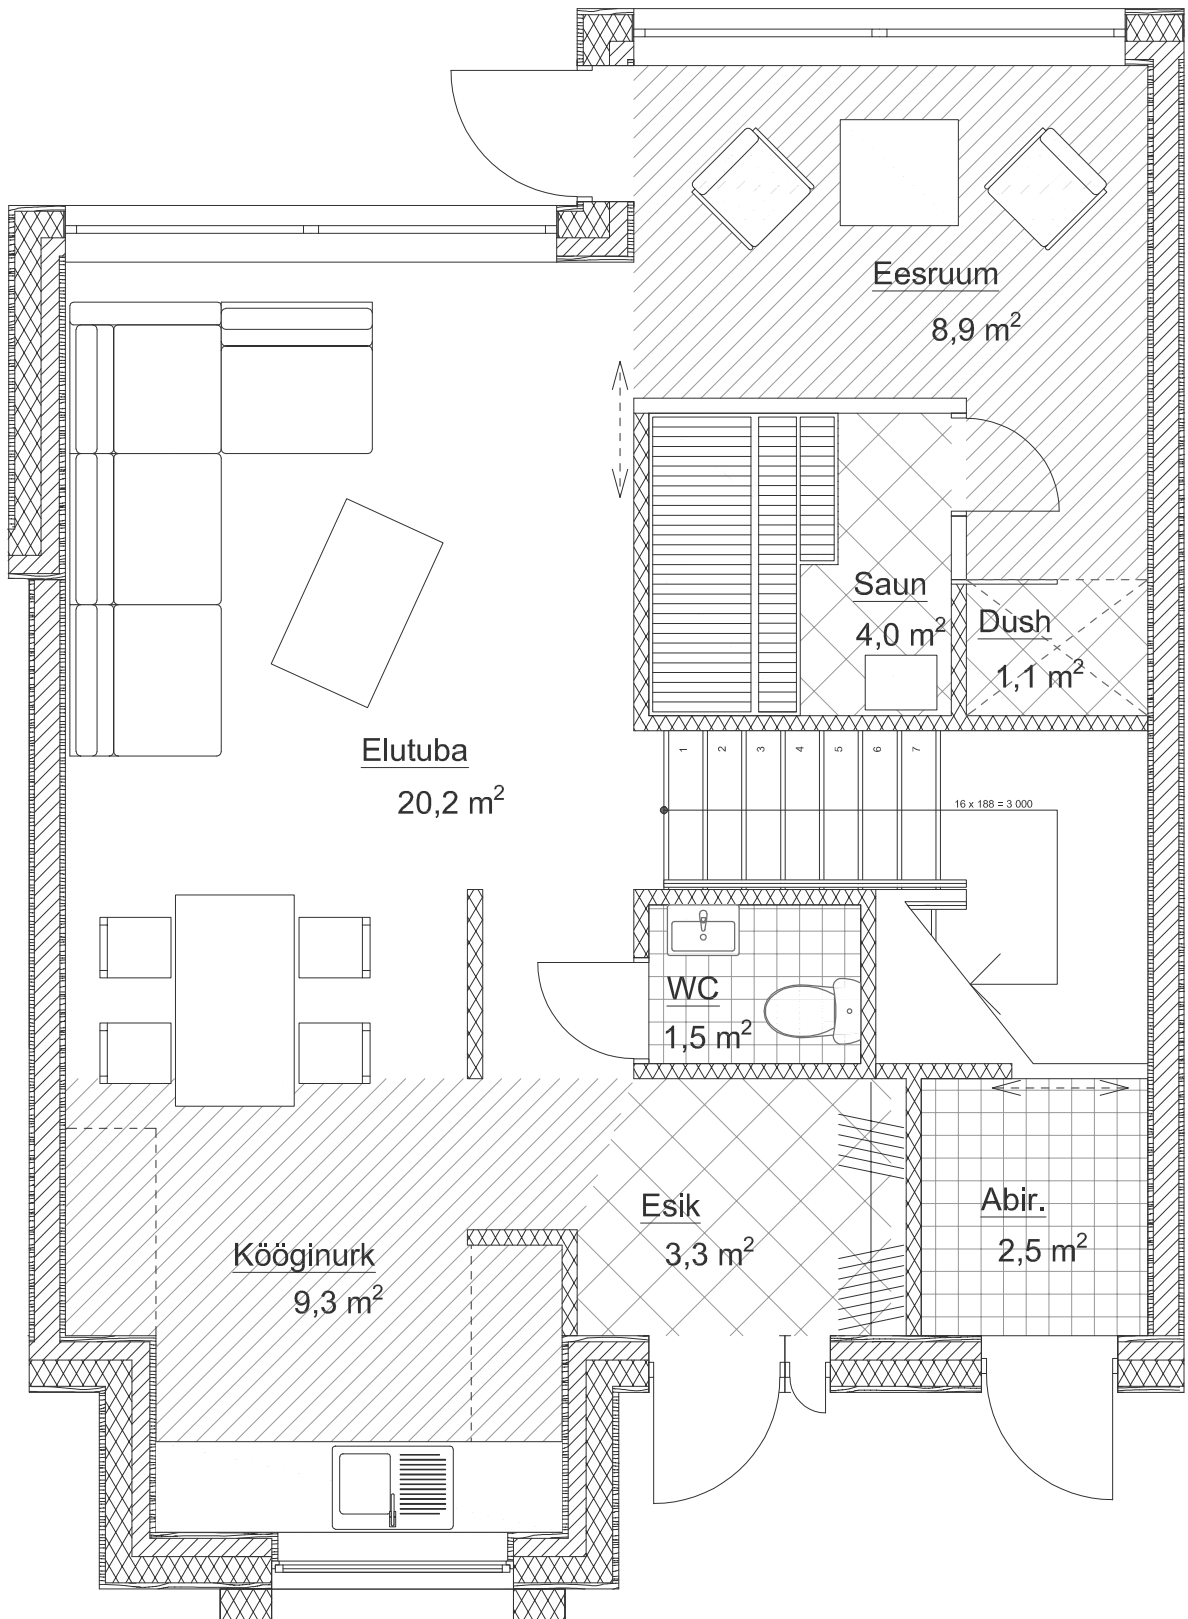 Eesruum
8,9 m²
Saun
4,0 m²
Dush
1,1 m²
Elutuba
20,2 m²
1 2 3 4 5 6 7
16 x 188 = 3 000
WC
1,5 m²
Esik
3,3 m²
Abir.
2,5 m²
Kööginurk
9,3 m²